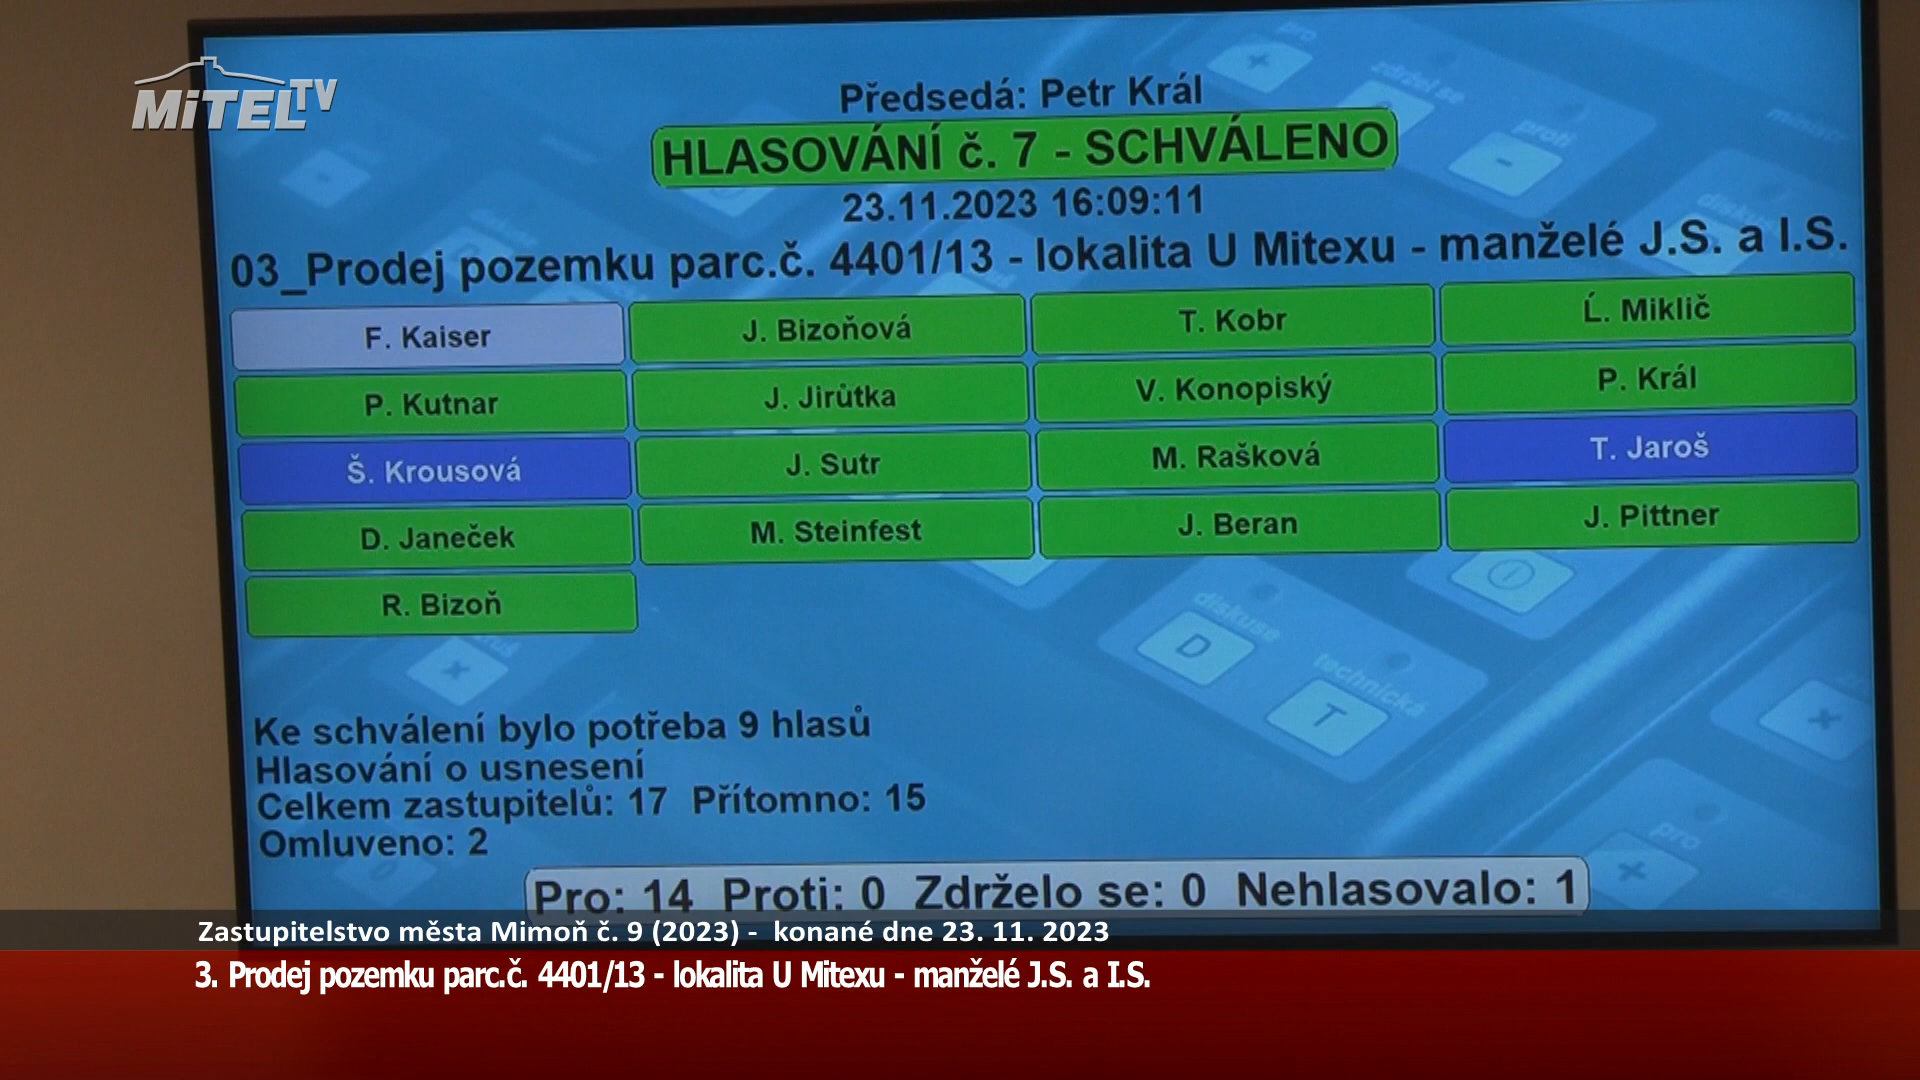 MiTEL TV
Předsedá: Petr Král
HLASOVÁNÍ č. 7 - SCHVÁLENO
23.11.2023 16:09:11
03_Prodej pozemku parc.č. 4401/13 - lokalita U Mitexu - manželé J.S. a I.S.
F. Kaiser J. Bizoňová T. Kobr Ĺ. Miklič
P. Kutnar J. Jirůtka V. Konopiský P. Král
Š. Krousová J. Sutr M. Rašková T. Jaroš
D. Janeček M. Steinfest J. Beran J. Pittner
R. Bizoň
diskuse
D
technická
T
pro
Ke schválení bylo potřeba 9 hlasů
Hlasování o usnesení
Celkem zastupitelů: 17 Přítomno: 15
Omluveno: 2
Pro: 14 Proti: 0 Zdrželo se: 0 Nehlasovalo: 1
Zastupitelstvo města Mimoň č. 9 (2023) - konané dne 23. 11. 2023
3. Prodej pozemku parc.č. 4401/13 - lokalita U Mitexu - manželé J.S. a I.S.